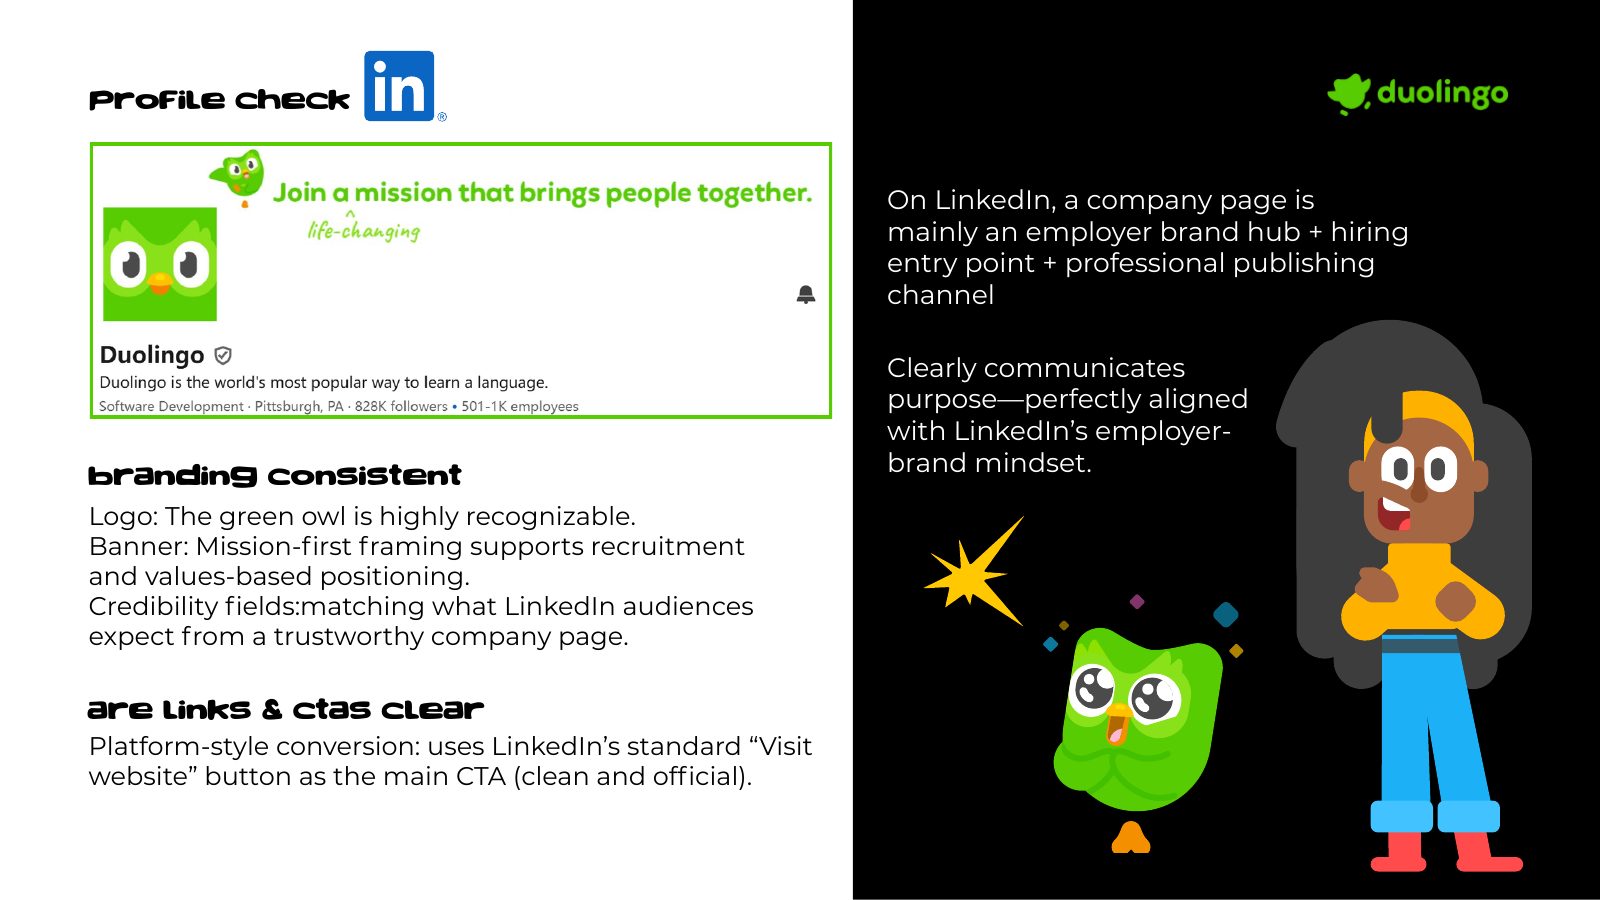 Profile check
in
®
Join a mission that brings people together.
^
life-changing
Duolingo
Duolingo is the world's most popular way to learn a language.
Software Development · Pittsburgh, PA · 828K followers • 501-1K employees
branding consistent
Logo: The green owl is highly recognizable.
Banner: Mission-first framing supports recruitment
and values-based positioning.
Credibility fields:matching what LinkedIn audiences
expect from a trustworthy company page.
are links & ctas clear
Platform-style conversion: uses LinkedIn’s standard “Visit
website” button as the main CTA (clean and official).
duolingo
On LinkedIn, a company page is
mainly an employer brand hub + hiring
entry point + professional publishing
channel
Clearly communicates
purpose—perfectly aligned
with LinkedIn’s employer-
brand mindset.